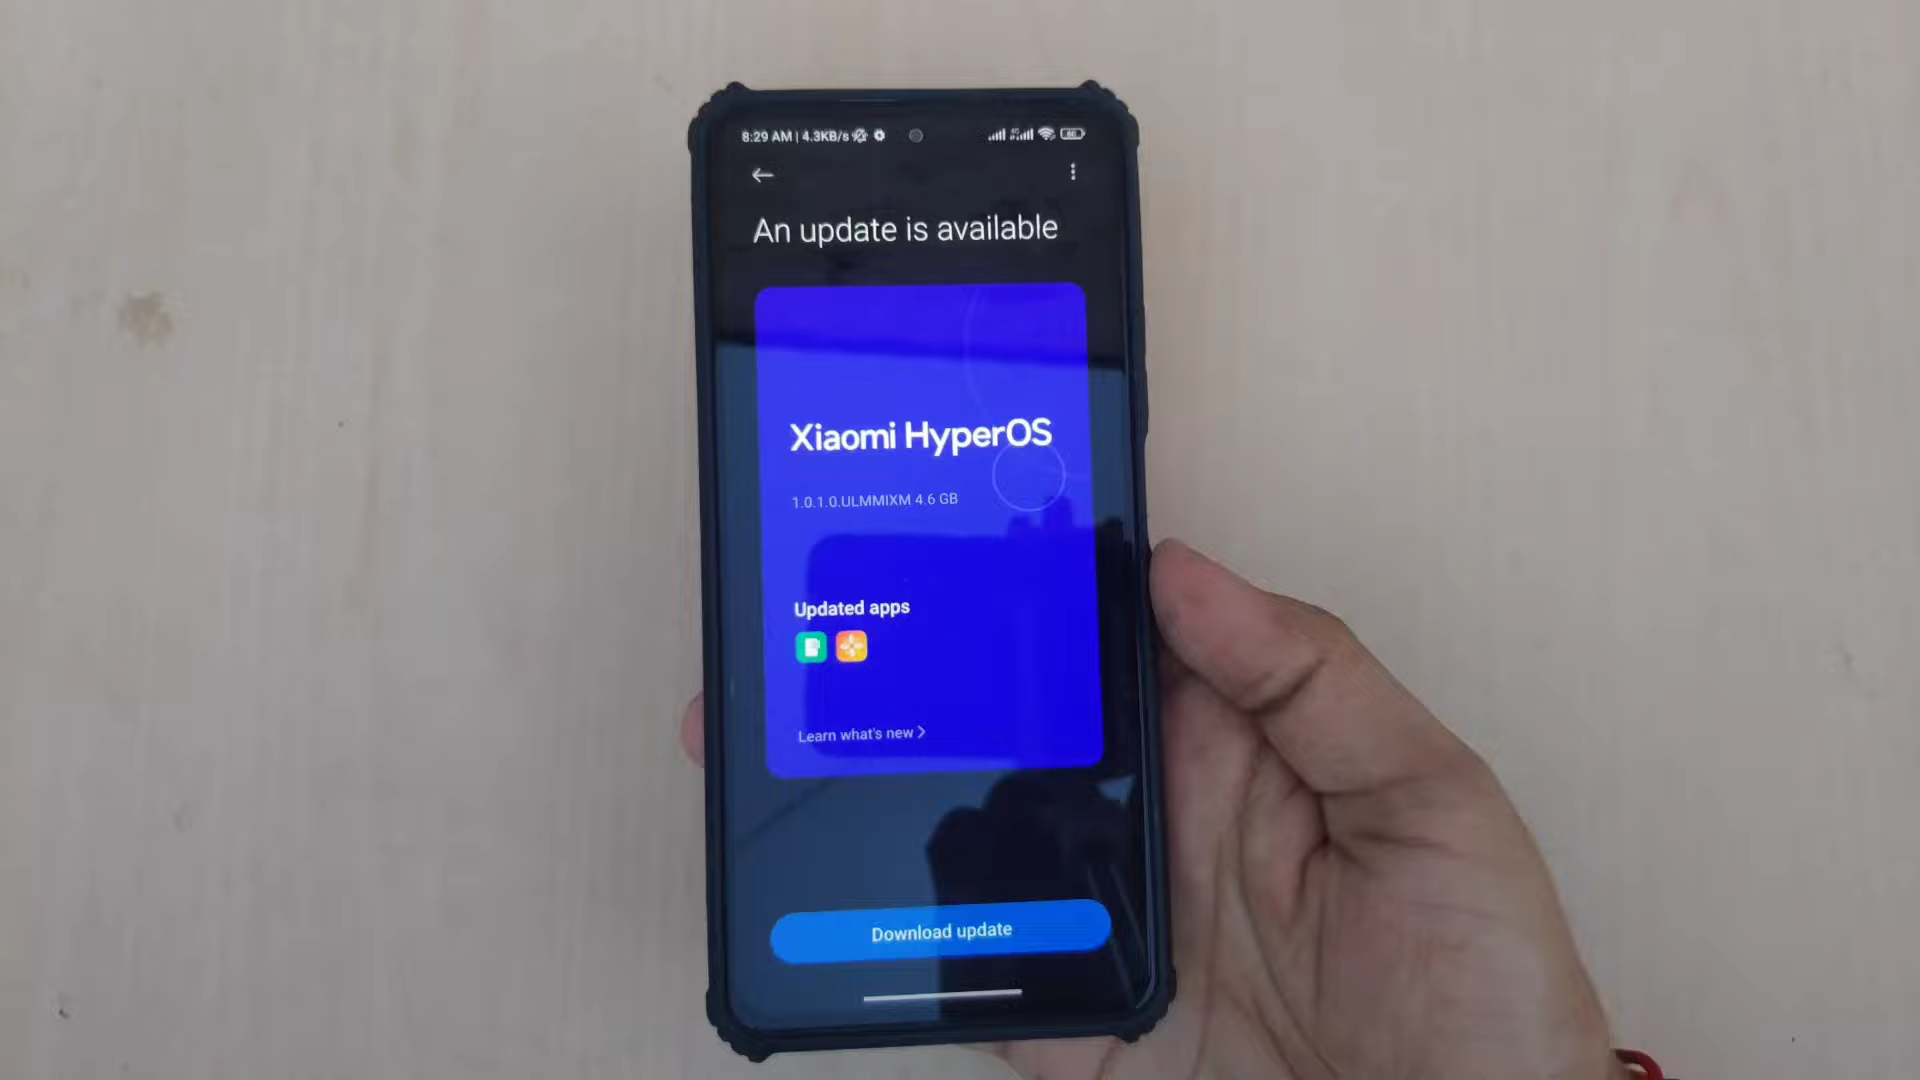 8:29 AM | 4.3KB/s
An update is available
Xiaomi HyperOS
1.0.1.0.ULMMIXM 4.6 GB
Updated apps
Learn what's new
Download update